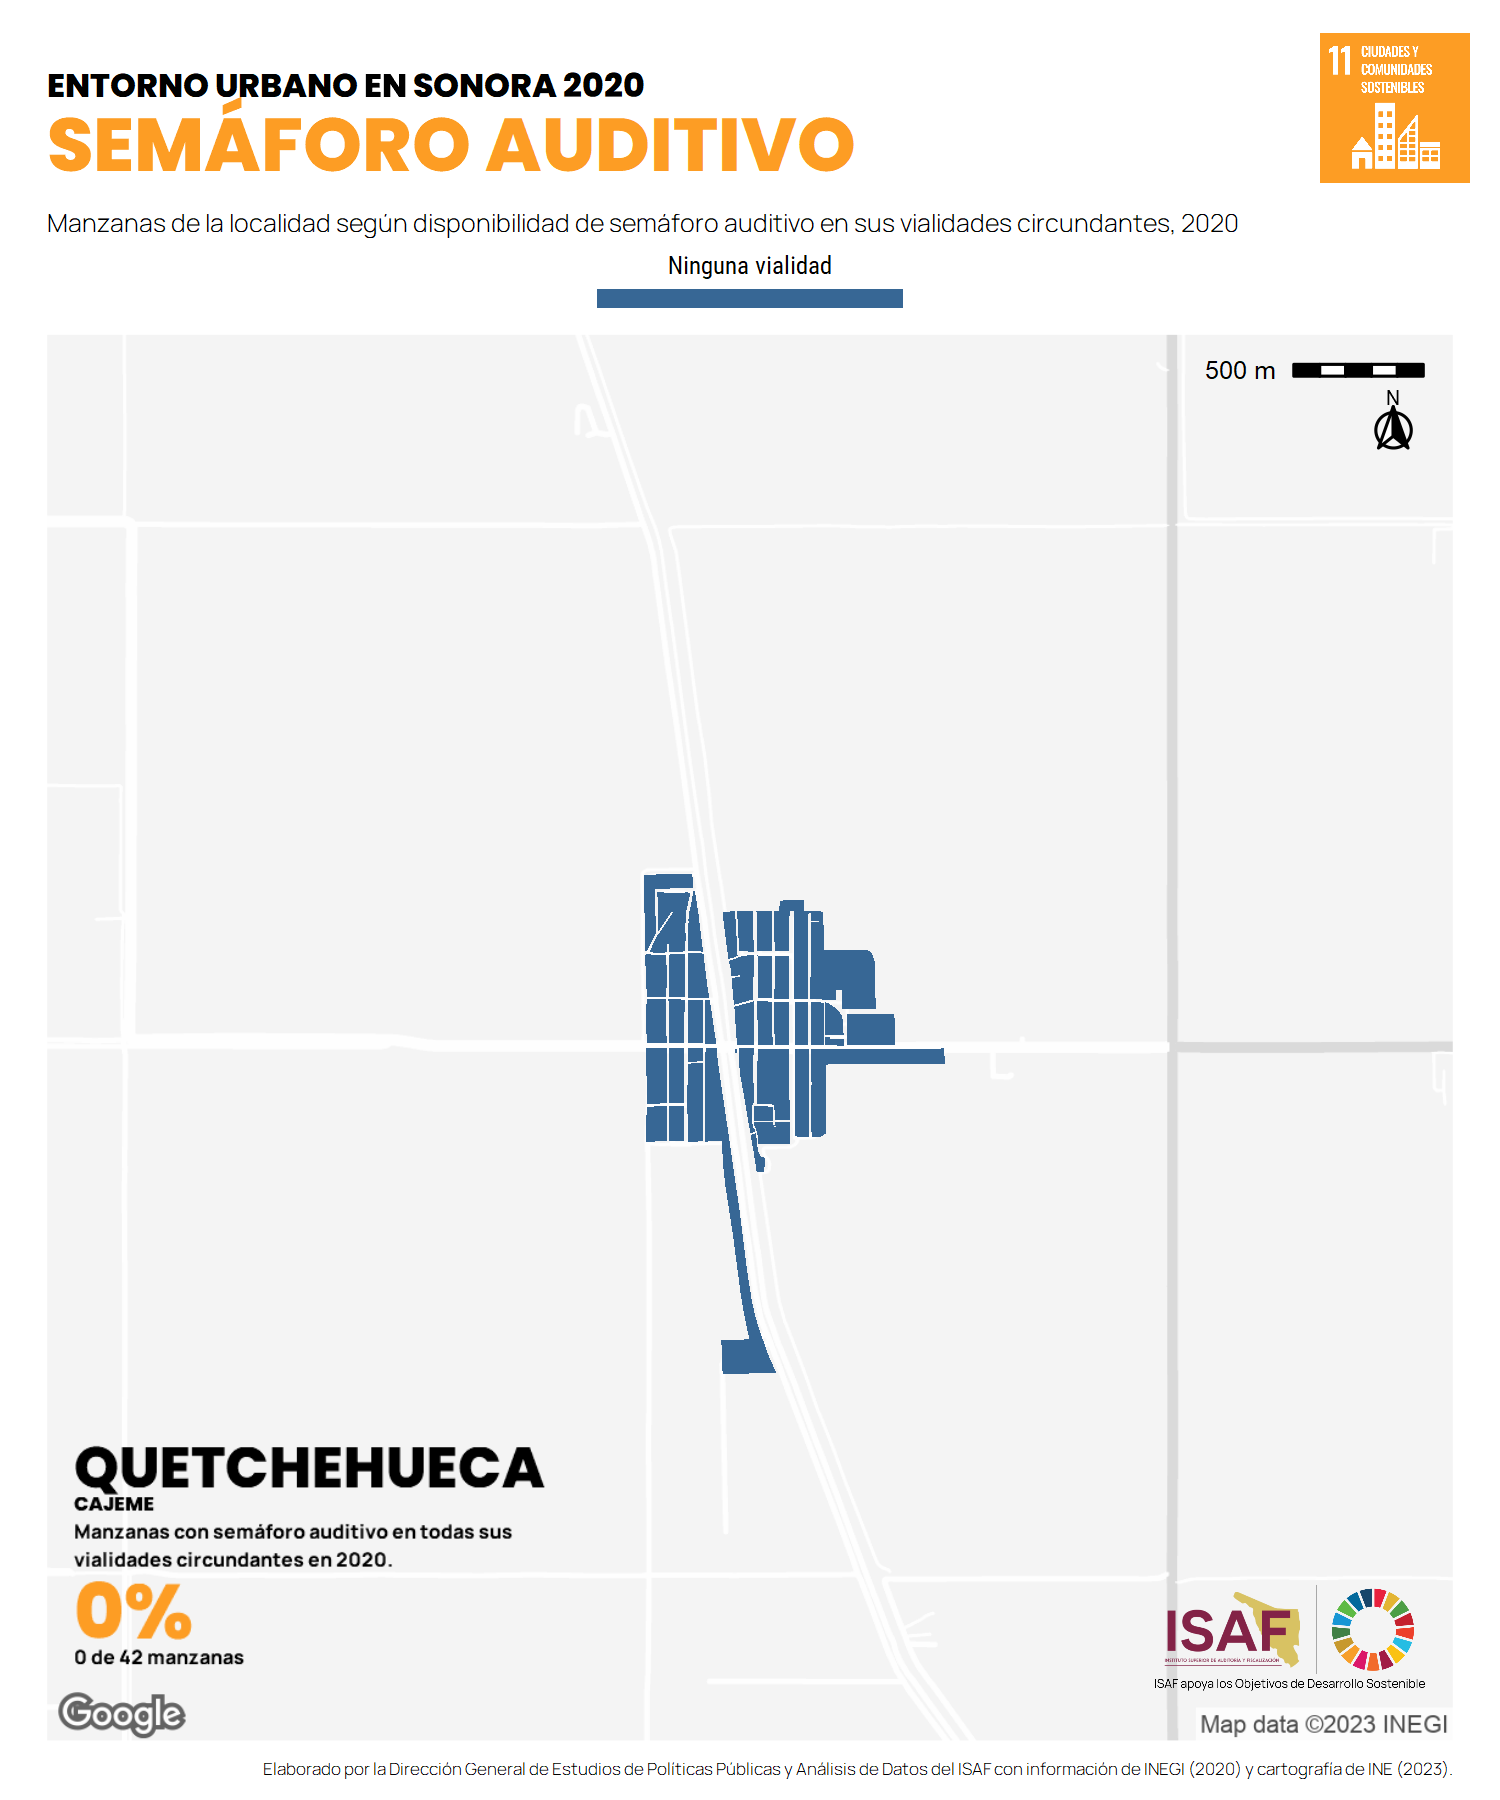 ENTORNO URBANO EN SONORA 2020
SEMÁFORO AUDITIVO
11 CIUDADES Y
COMUNIDADES
SOSTENIBLES
Manzanas de la localidad según disponibilidad de semáforo auditivo en sus vialidades circundantes, 2020
Ninguna vialidad
500 m
N
QUETCHEHUECA
CAJEME
Manzanas con semáforo auditivo en todas sus
vialidades circundantes en 2020.
0%
0 de 42 manzanas
ISAF
INSTITUTO SUPERIOR DE AUDITORÍA Y FISCALIZACIÓN
ISAF apoya los Objetivos de Desarrollo Sostenible
Google
Map data ©2023 INEGI
Elaborado por la Dirección General de Estudios de Políticas Públicas y Análisis de Datos del ISAF con información de INEGI (2020) y cartografía de INE (2023).